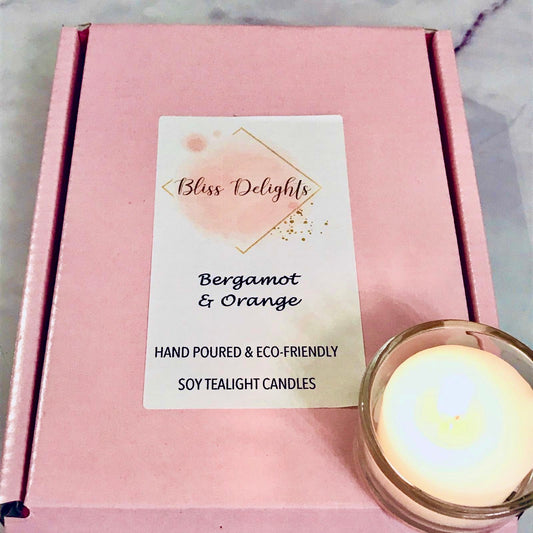 Bliss Delights
Bergamot
& Orange
HAND POURED & ECO-FRIENDLY
SOY TEALIGHT CANDLES